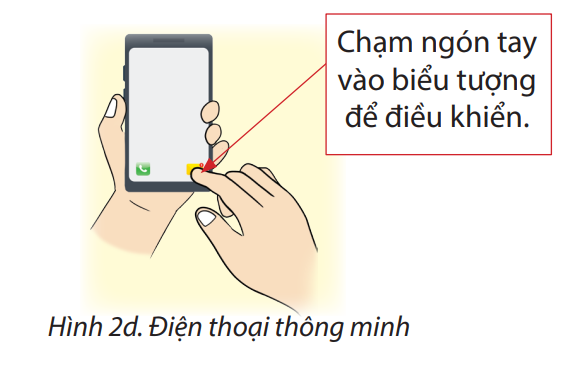 Chạm ngón tay
vào biểu tượng
để điều khiển.
Hình 2d. Điện thoại thông minh